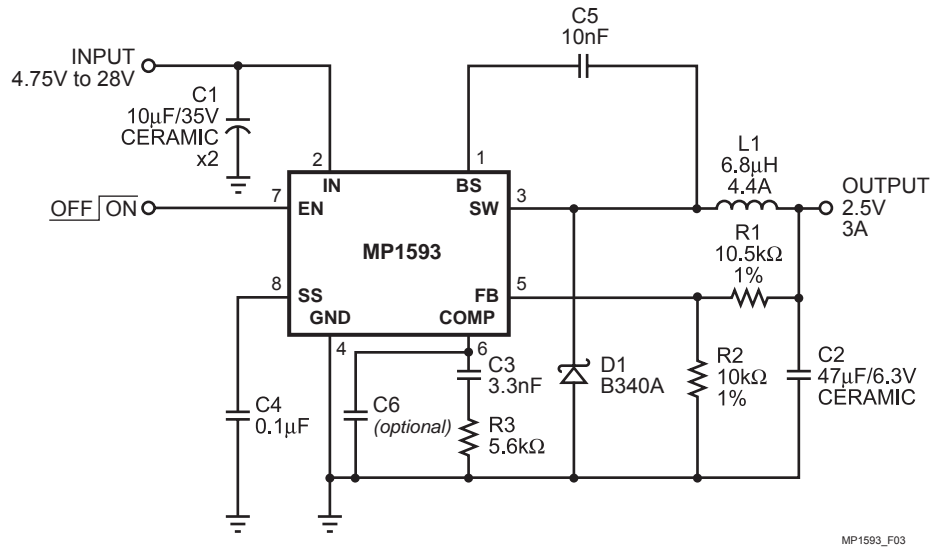 C5
10nF
INPUT
4.75V to 28V
C1
10μF/35V
CERAMIC
x2
2
IN
1
BS
L1
6.8μH
4.4A
OFF ON
7
EN
3
SW
OUTPUT
2.5V
3A
MP1593
R1
10.5kΩ
1%
8
SS
5
FB
GND
COMP
4
6
C3
3.3nF
D1
B340A
R2
10kΩ
1%
C2
47μF/6.3V
CERAMIC
C4
0.1μF
C6
(optional)
R3
5.6kΩ
MP1593_F03